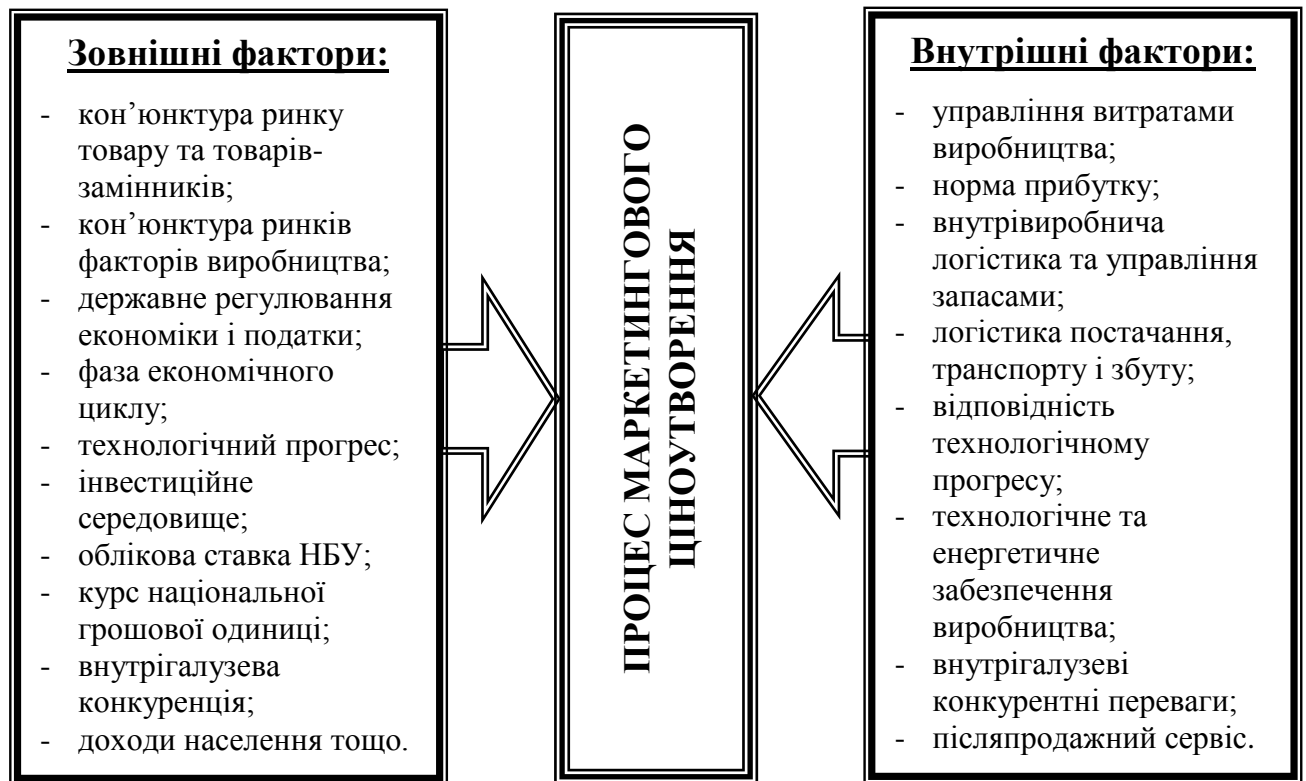 Зовнішні фактори:
- кон’юнктура ринку
товару та товарів-
замінників;
- кон’юнктура ринків
факторів виробництва;
- державне регулювання
економіки і податки;
- фаза економічного
циклу;
- технологічний прогрес;
- інвестиційне
середовище;
- облікова ставка НБУ;
- курс національної
грошової одиниці;
- внутрігалузева
конкуренція;
- доходи населення тощо.
ПРОЦЕС МАРКЕТИНГОВОГО
ЦІНОУТВОРЕННЯ
Внутрішні фактори:
- управління витратами
виробництва;
- норма прибутку;
- внутрівиробнича
логістика та управління
запасами;
- логістика постачання,
транспорту і збуту;
- відповідність
технологічному
прогресу;
- технологічне та
енергетичне
забезпечення
виробництва;
- внутрігалузеві
конкурентні переваги;
- післяпродажний сервіс.